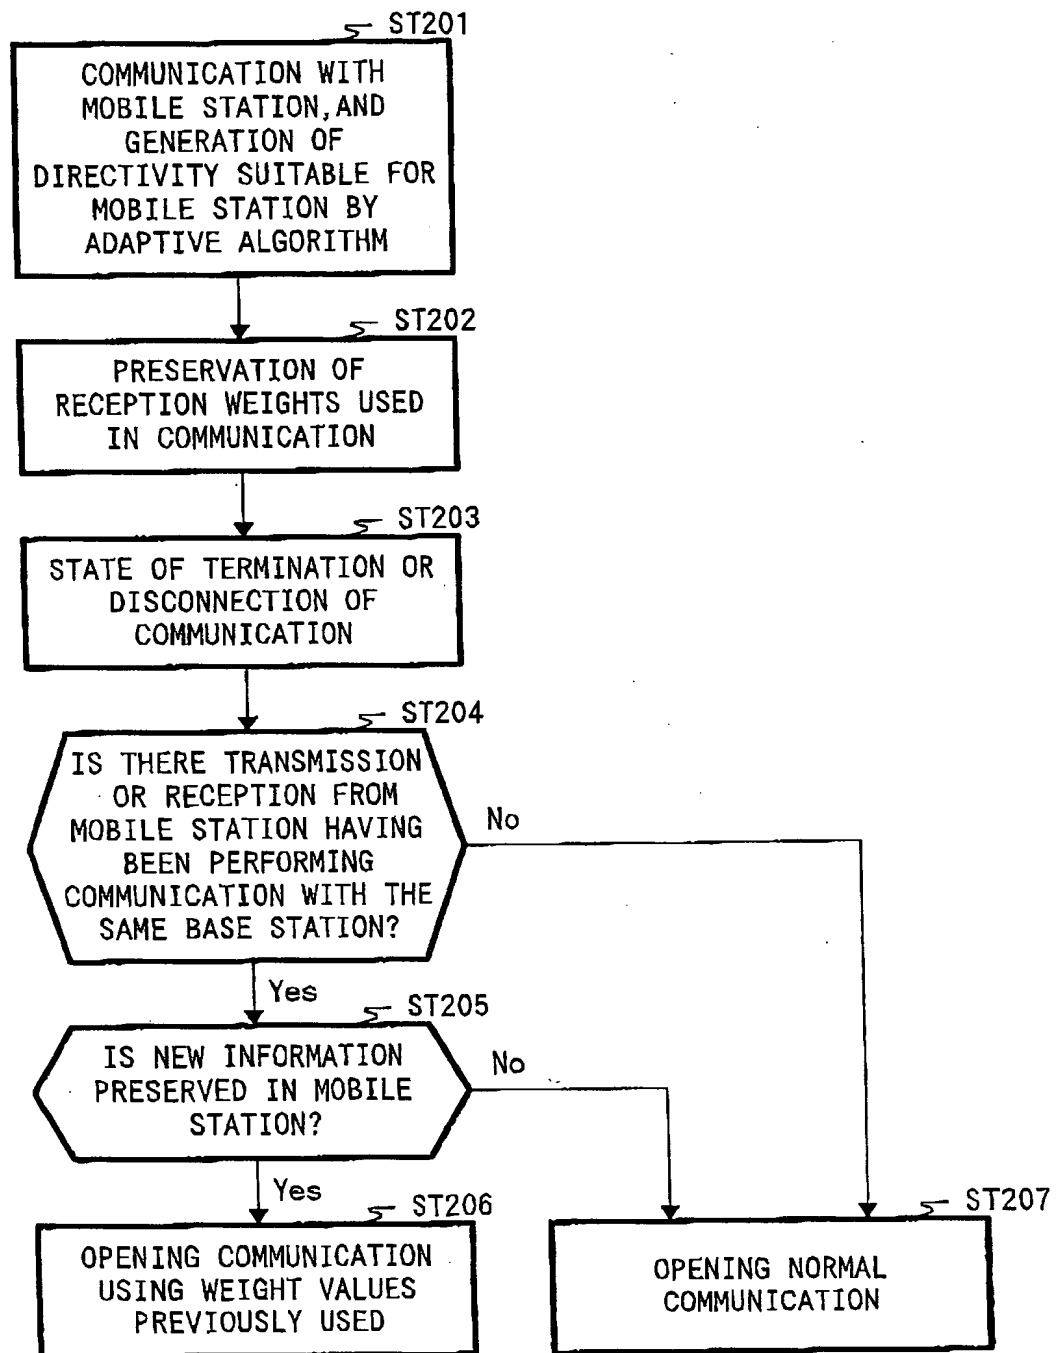 ST201
COMMUNICATION WITH
MOBILE STATION, AND
GENERATION OF
DIRECTIVITY SUITABLE FOR
MOBILE STATION BY
ADAPTIVE ALGORITHM
ST202
PRESERVATION OF
RECEPTION WEIGHTS USED
IN COMMUNICATION
ST203
STATE OF TERMINATION OR
DISCONNECTION OF
COMMUNICATION
ST204
IS THERE TRANSMISSION
OR RECEPTION FROM
MOBILE STATION HAVING
BEEN PERFORMING
COMMUNICATION WITH THE
SAME BASE STATION?
No
Yes
ST205
IS NEW INFORMATION
PRESERVED IN MOBILE
STATION?
No
Yes
ST206
OPENING COMMUNICATION
USING WEIGHT VALUES
PREVIOUSLY USED
ST207
OPENING NORMAL
COMMUNICATION